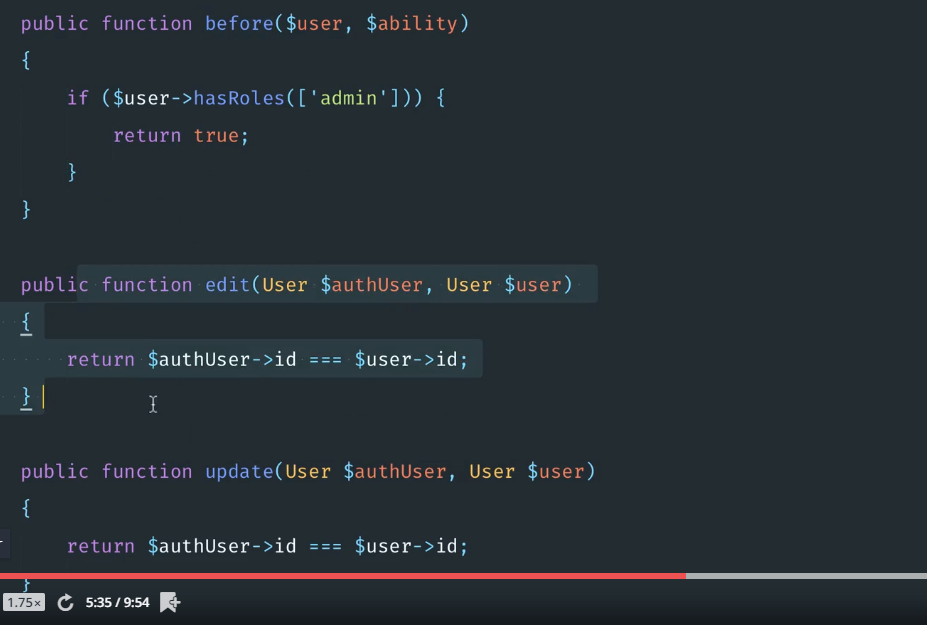 public function before($user, $ability)
{
if ($user->hasRoles(['admin'])) {
return true;
}
}
public function edit(User $authUser, User $user)
{
return $authUser->id === $user->id;
}
public function update(User $authUser, User $user)
{
return $authUser->id === $user->id;
}
1.75× 5:35 / 9:54